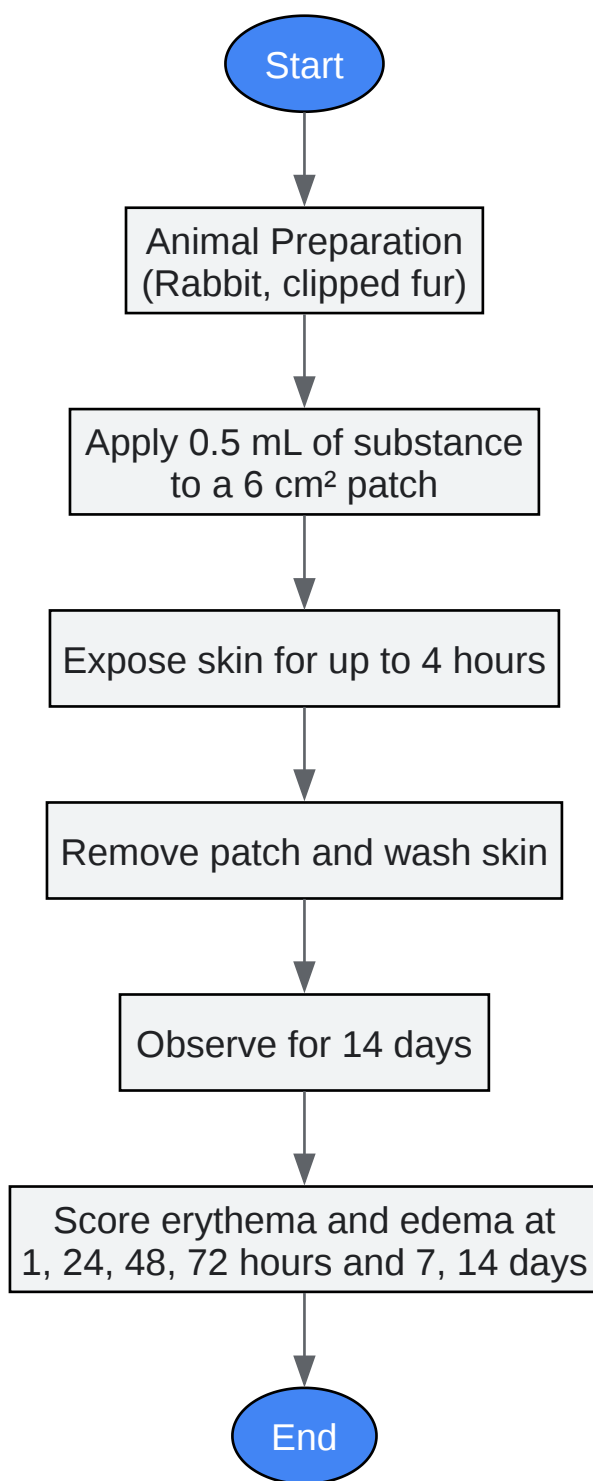 Start
Animal Preparation
(Rabbit, clipped fur)
Apply 0.5 mL of substance
to a 6 cm² patch
Expose skin for up to 4 hours
Remove patch and wash skin
Observe for 14 days
Score erythema and edema at
1, 24, 48, 72 hours and 7, 14 days
End